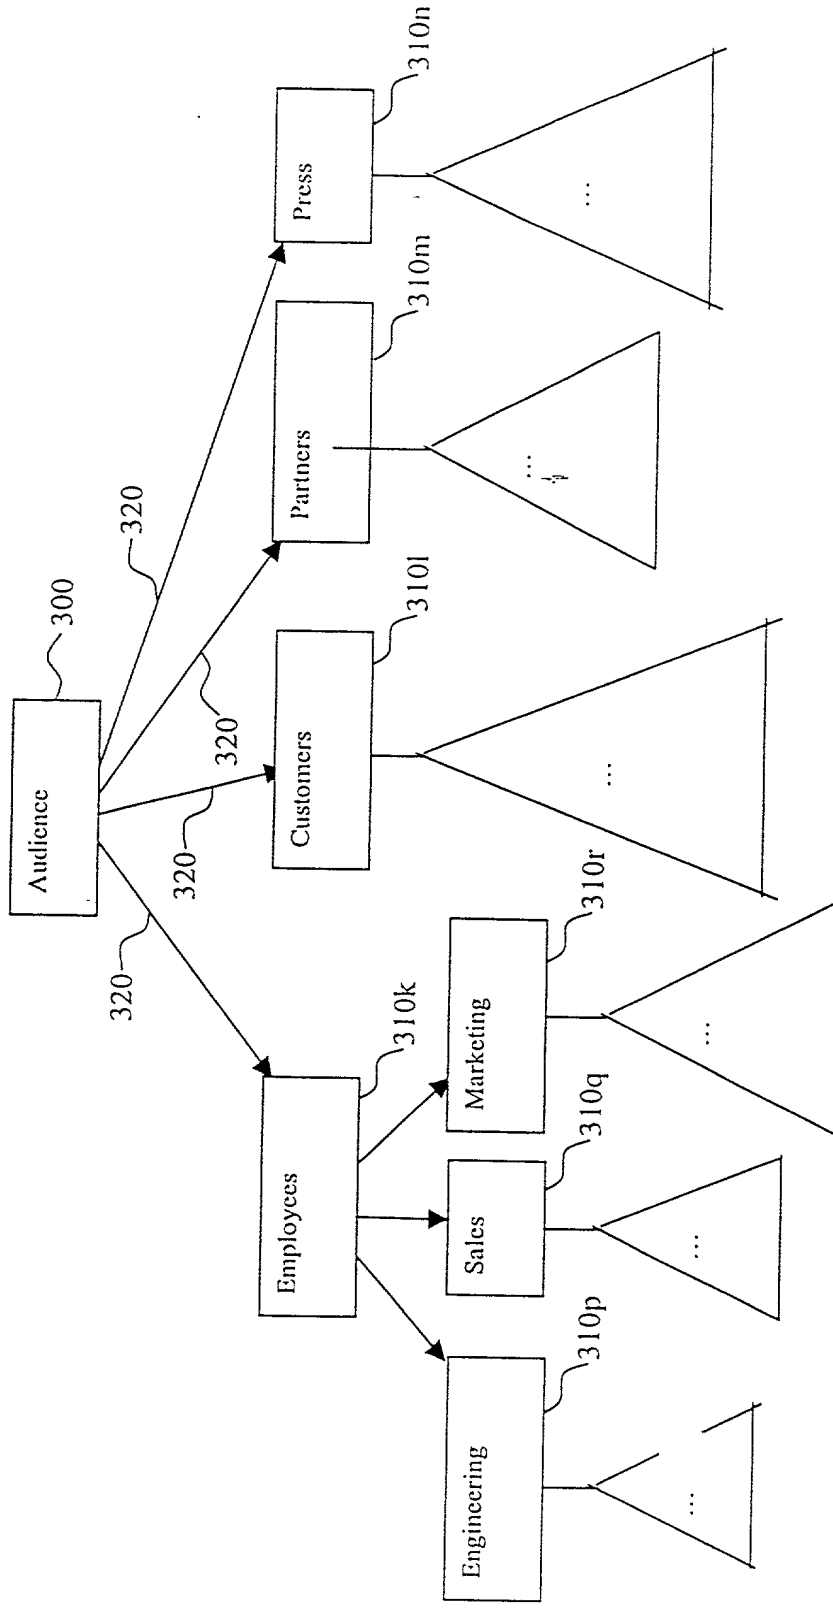 Audience
300
320
320
320
320
Employees
310k
Customers
310l
Partners
310m
Press
310n
Engineering
310p
Sales
310q
Marketing
310r
...
...
...
...
...
...